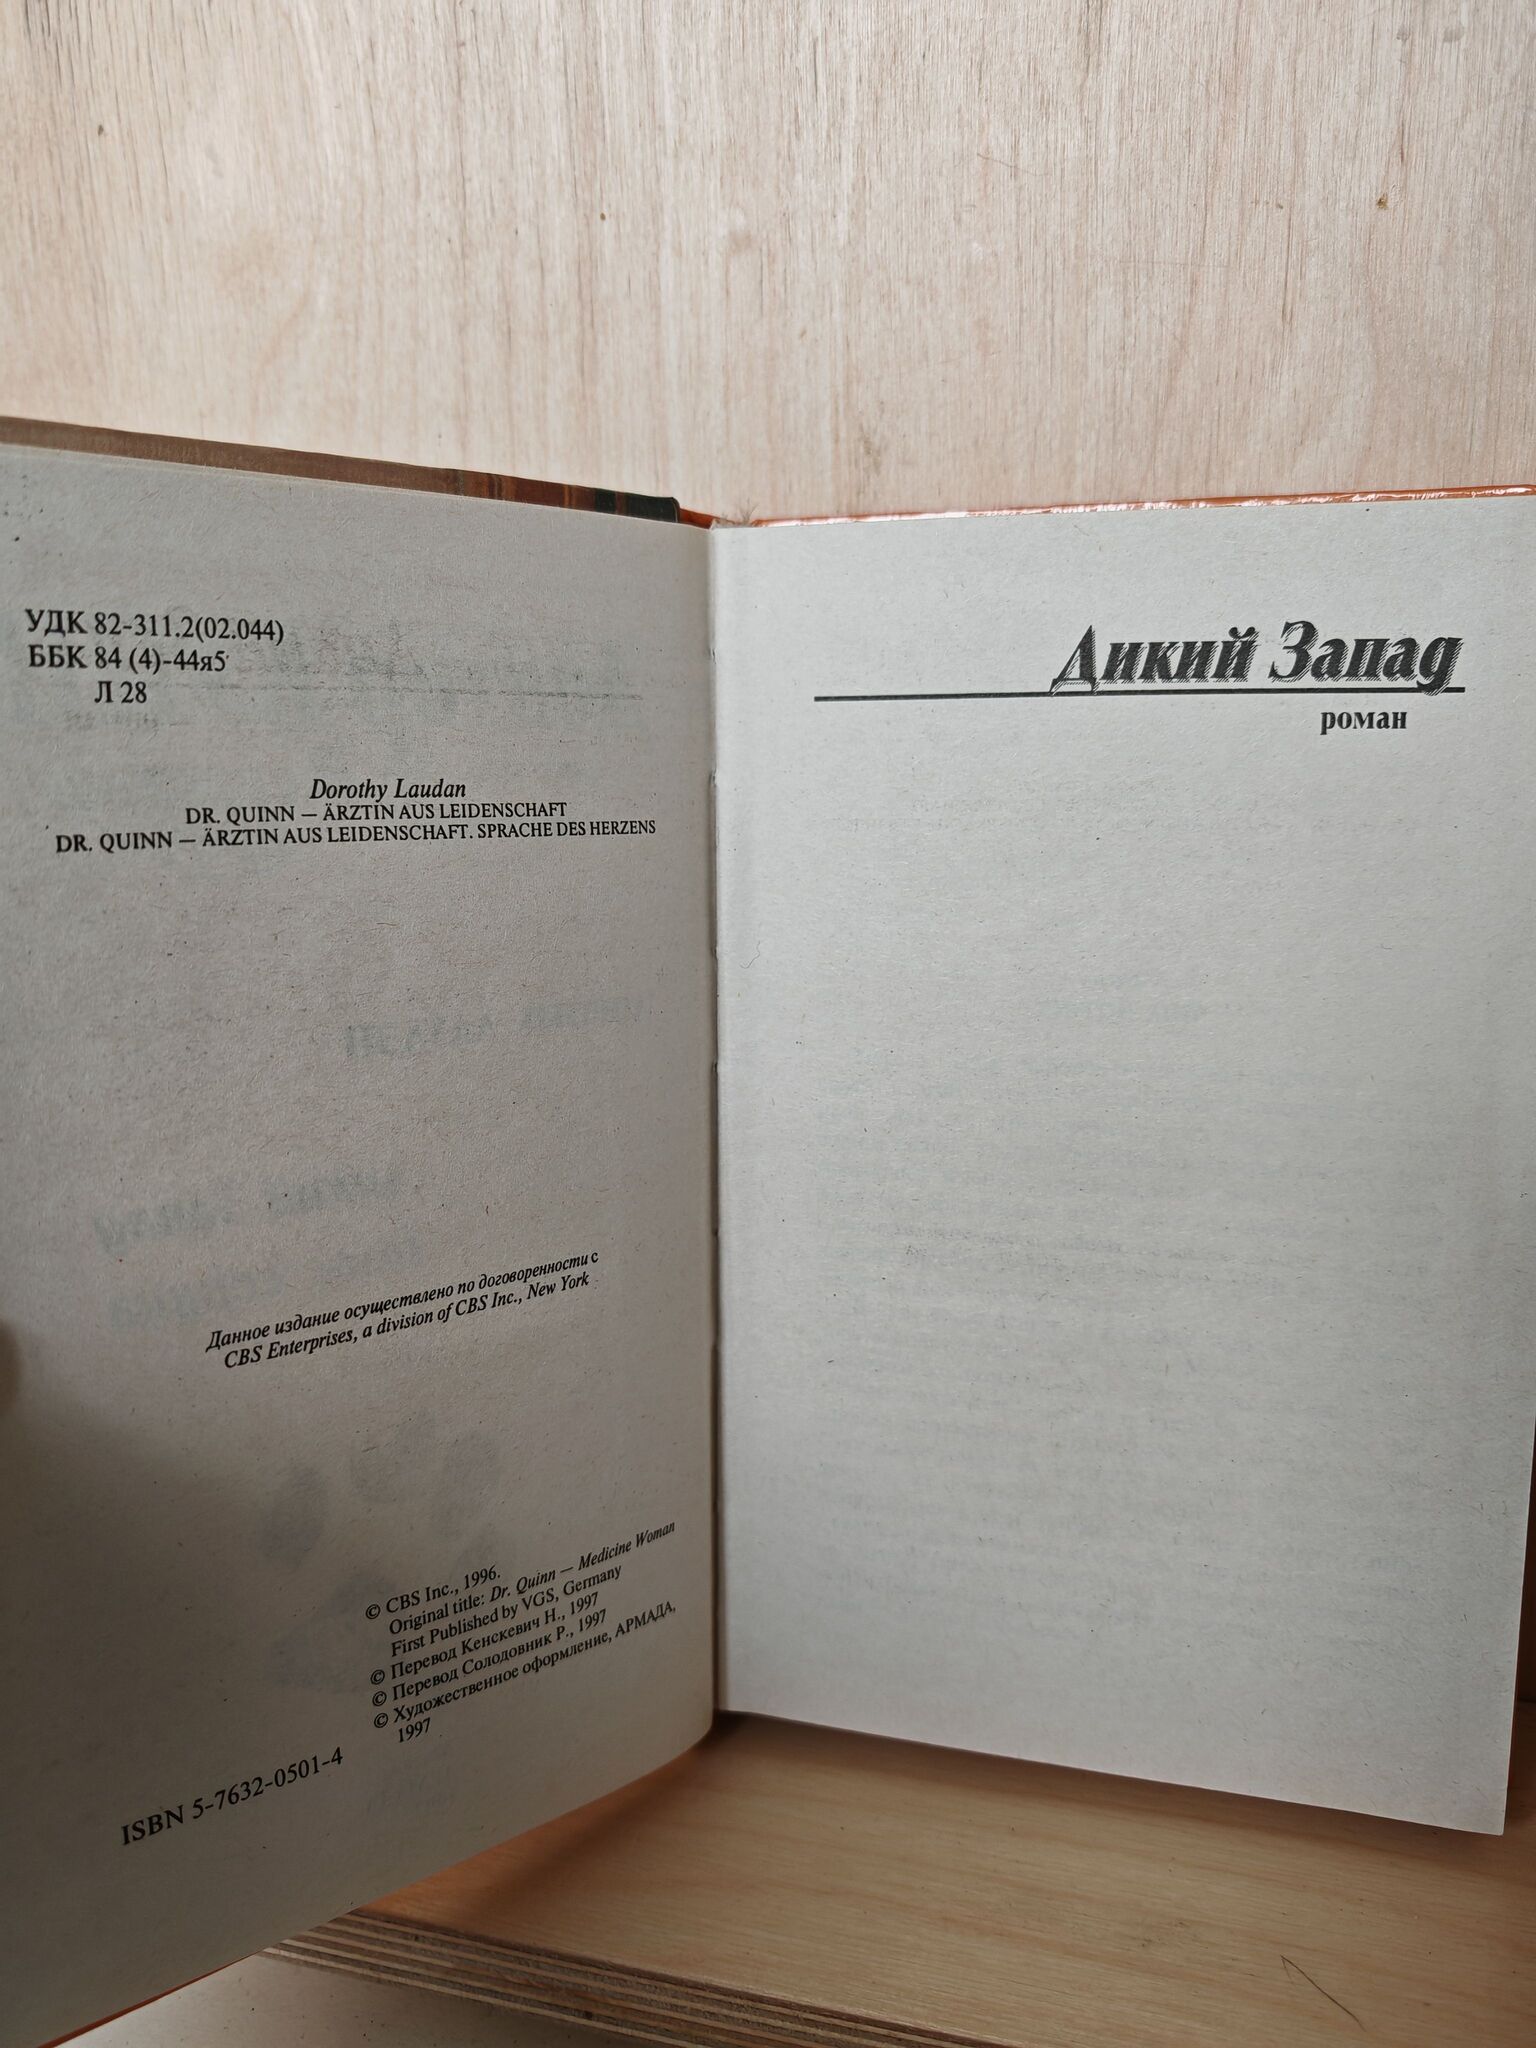 УДК 82-311.2(02.044)
ББК 84 (4)-44я5
Л 28
Dorothy Laudan
DR. QUINN — ÄRZTIN AUS LEIDENSCHAFT
DR. QUINN — ÄRZTIN AUS LEIDENSCHAFT. SPRACHE DES HERZENS
Данное издание осуществлено по договоренности с
CBS Enterprises, a division of CBS Inc., New York
© CBS Inc., 1996.
Original title: Dr. Quinn — Medicine Woman
First Published by VGS, Germany
© Перевод Кенскевич Н., 1997
© Перевод Солодовник Р., 1997
© Художественное оформление, АРМАДА,
1997
ISBN 5-7632-0501-4
Дикий Запад
роман